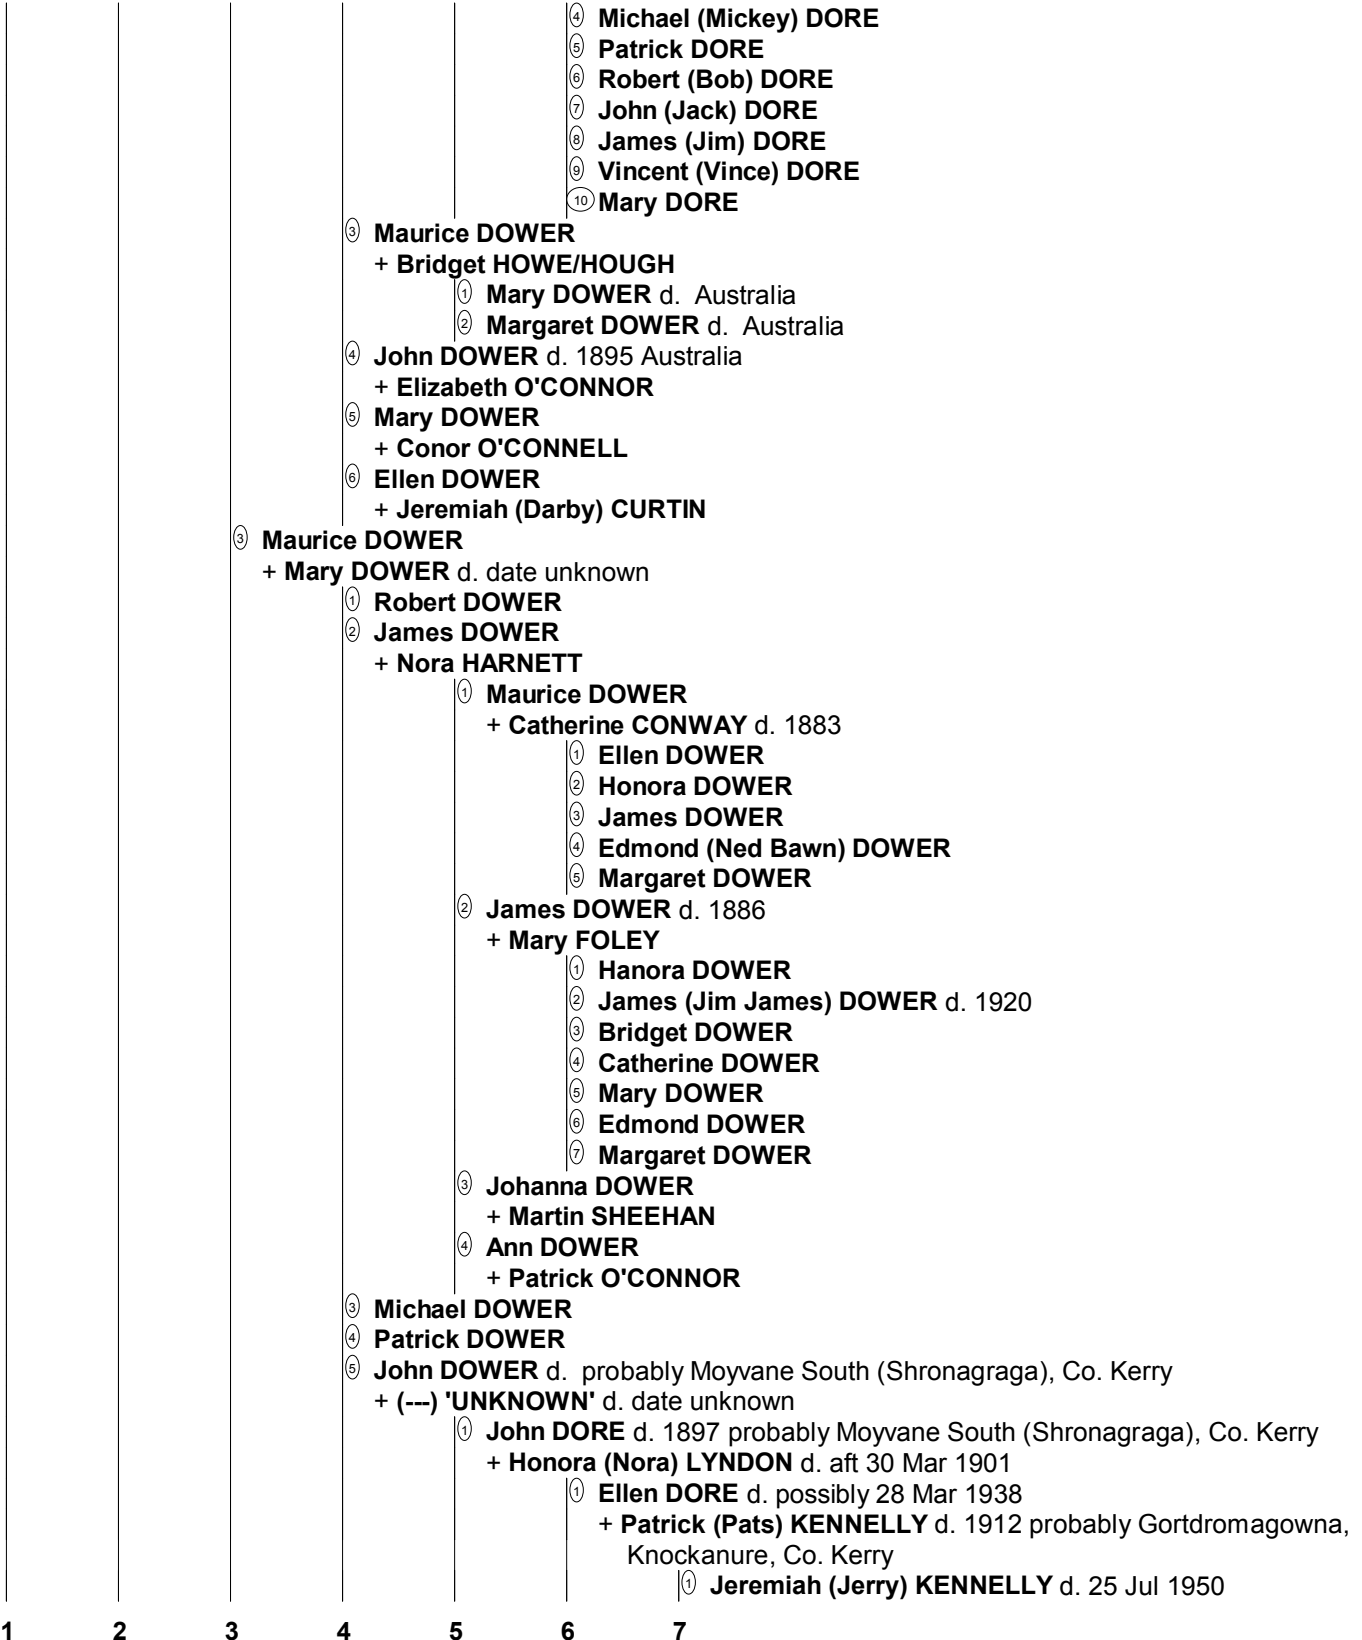 ④ Michael (Mickey) DORE
⑤ Patrick DORE
⑥ Robert (Bob) DORE
⑦ John (Jack) DORE
⑧ James (Jim) DORE
⑨ Vincent (Vince) DORE
⑩ Mary DORE
③ Maurice DOWER
+ Bridget HOWE/HOUGH
① Mary DOWER d. Australia
② Margaret DOWER d. Australia
④ John DOWER d. 1895 Australia
+ Elizabeth O'CONNOR
⑤ Mary DOWER
+ Conor O'CONNELL
⑥ Ellen DOWER
+ Jeremiah (Darby) CURTIN
③ Maurice DOWER
+ Mary DOWER d. date unknown
① Robert DOWER
② James DOWER
+ Nora HARNETT
① Maurice DOWER
+ Catherine CONWAY d. 1883
① Ellen DOWER
② Honora DOWER
③ James DOWER
④ Edmond (Ned Bawn) DOWER
⑤ Margaret DOWER
② James DOWER d. 1886
+ Mary FOLEY
① Hanora DOWER
② James (Jim James) DOWER d. 1920
③ Bridget DOWER
④ Catherine DOWER
⑤ Mary DOWER
⑥ Edmond DOWER
⑦ Margaret DOWER
③ Johanna DOWER
+ Martin SHEEHAN
④ Ann DOWER
+ Patrick O'CONNOR
③ Michael DOWER
④ Patrick DOWER
⑤ John DOWER d. probably Moyvane South (Shronagraga), Co. Kerry
+ (---) 'UNKNOWN' d. date unknown
① John DORE d. 1897 probably Moyvane South (Shronagraga), Co. Kerry
+ Honora (Nora) LYNDON d. aft 30 Mar 1901
① Ellen DORE d. possibly 28 Mar 1938
+ Patrick (Pats) KENNELLY d. 1912 probably Gortdromagowna,
Knockanure, Co. Kerry
① Jeremiah (Jerry) KENNELLY d. 25 Jul 1950
1 2 3 4 5 6 7